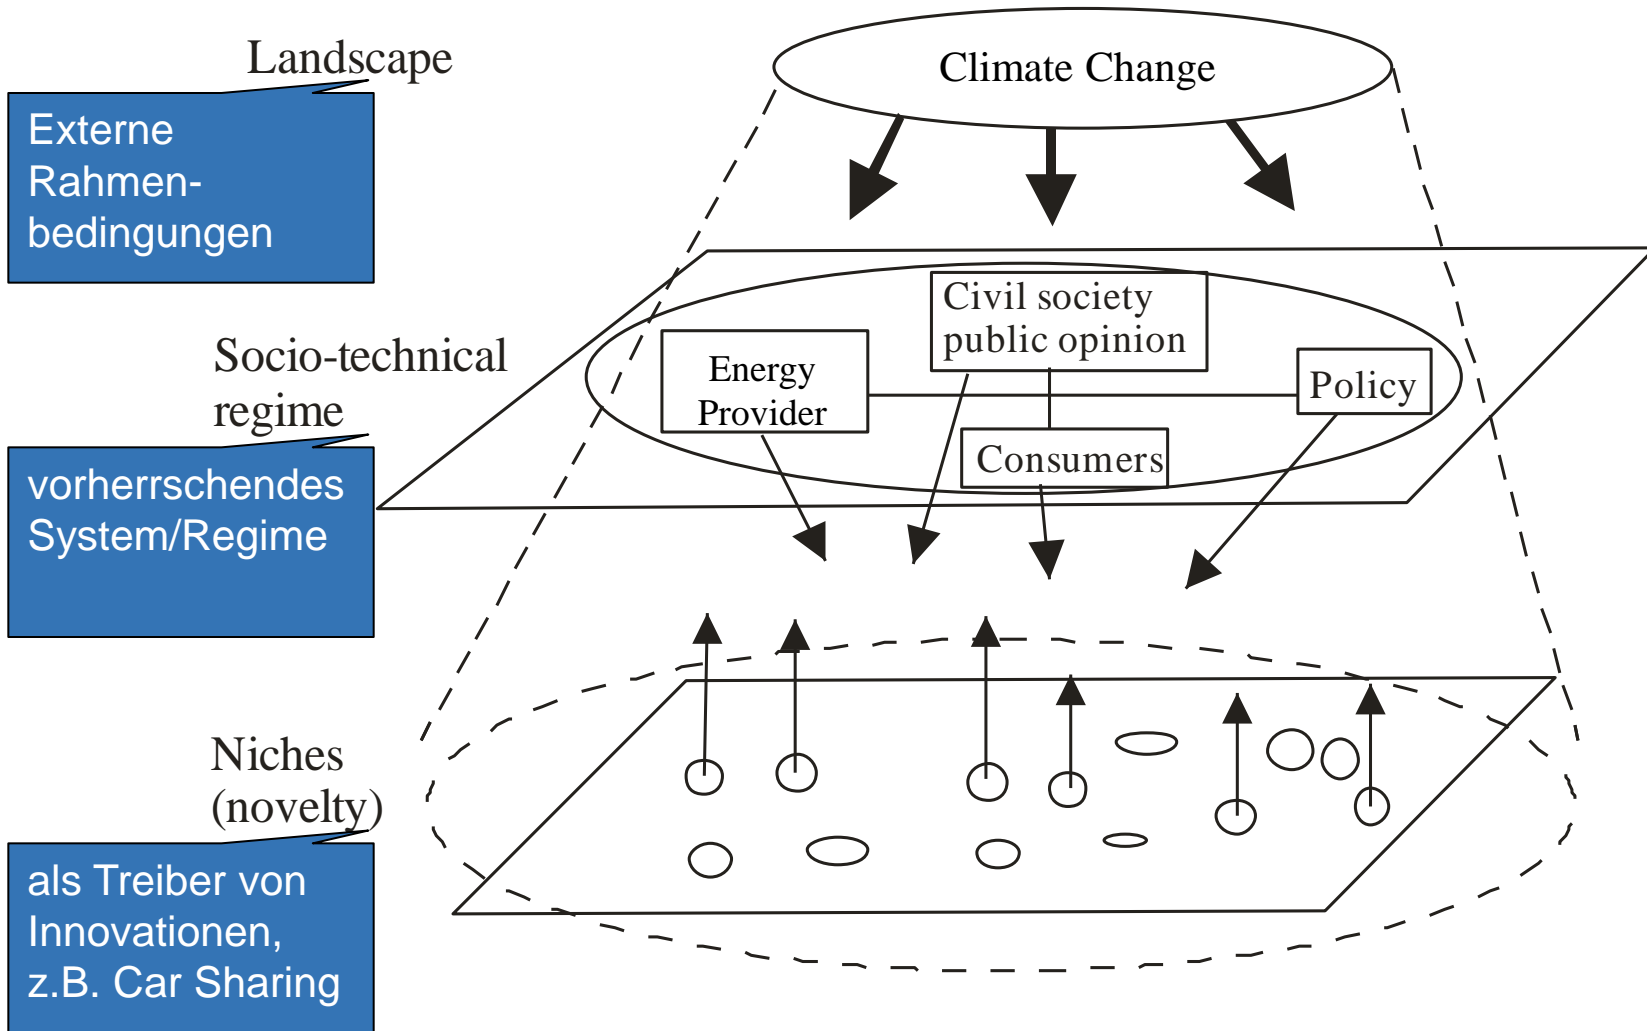 Landscape
Climate Change
Externe
Rahmen-
bedingungen
Civil society
public opinion
Socio-technical
regime
Energy
Provider
Policy
Consumers
vorherrschendes
System/Regime
Niches
(novelty)
als Treiber von
Innovationen,
z.B. Car Sharing